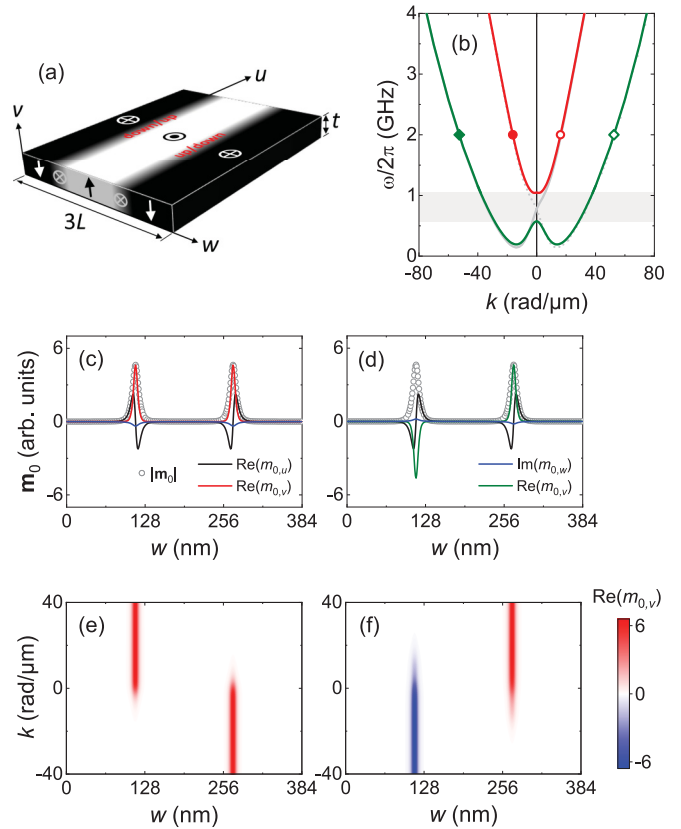 (a)
u
v
down/up
up/down
t
3L
w
(b)
ω/2π (GHz)
4
3
2
1
0
-80
-40
0
40
80
k (rad/μm)
(c)
m₀ (arb. units)
6
0
-6
|m₀|
Re(m₀,ᵤ)
Re(m₀,ᵥ)
0
128
256
384
w (nm)
(d)
Im(m₀,w)
Re(m₀,ᵥ)
0
128
256
384
w (nm)
(e)
k (rad/μm)
40
0
-40
0
128
256
384
w (nm)
(f)
40
0
-40
0
128
256
384
w (nm)
Re(m₀,ᵥ)
6
0
-6